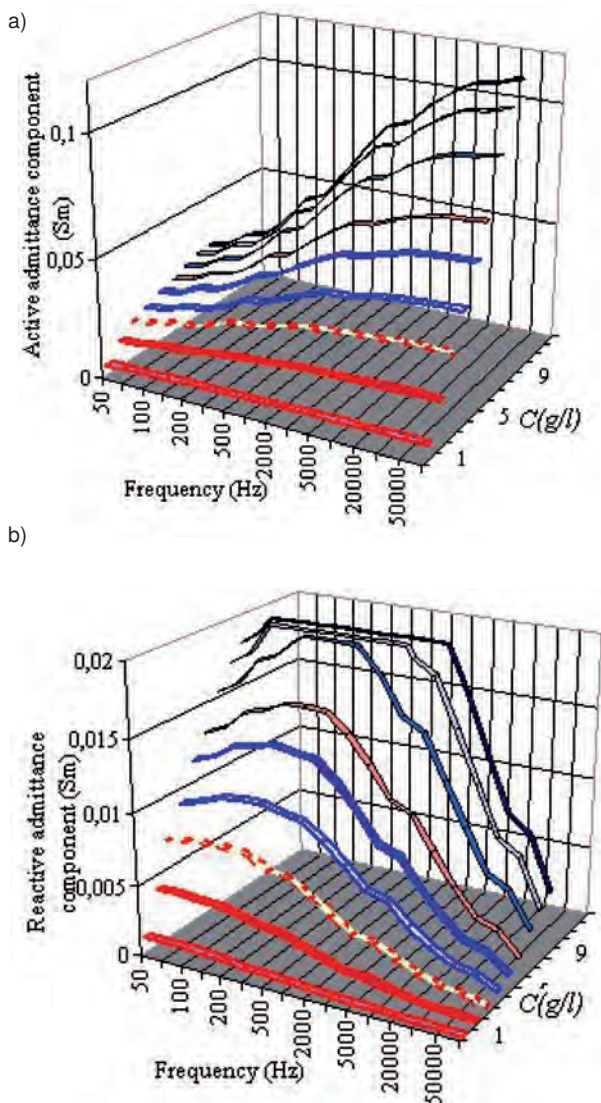 a)
Active admittance component
(Sm)
0,1
0,05
0
50
100
200
500
2000
5000
20000
50000
Frequency (Hz)
1
5
9
C(g/l)
b)
Reactive admittance
component (Sm)
0,02
0,015
0,01
0,005
0
50
100
200
500
2000
5000
20000
50000
Frequency (Hz)
1
9
C(g/l)